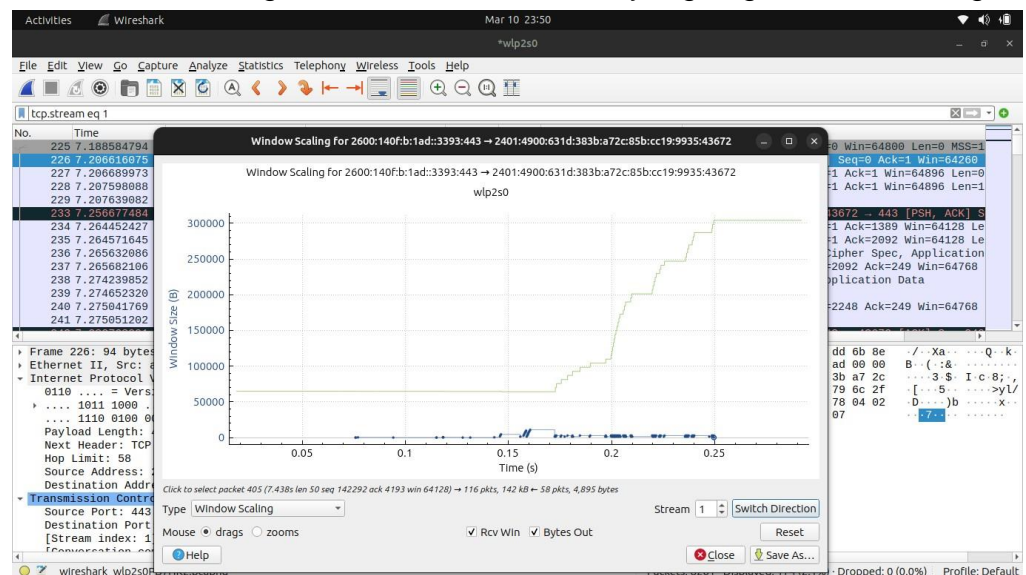 Activities Wireshark Mar 10 23:50
*wlp2s0
File Edit View Go Capture Analyze Statistics Telephony Wireless Tools Help
tcp.stream eq 1
No. Time
225 7.188584794 =0 Win=64800 Len=0 MSS=1
226 7.206616075 Seq=0 Ack=1 Win=64260
227 7.206689973 =1 Ack=1 Win=64896 Len=0
228 7.207598088 =1 Ack=1 Win=64896 Len=1
229 7.207639082
233 7.256677484 43672 → 443 [PSH, ACK] S
234 7.264452427 =1 Ack=1389 Win=64128 Le
235 7.264571645 =1 Ack=2092 Win=64128 Le
236 7.265632086 Cipher Spec, Application
237 7.265682106 =2092 Ack=249 Win=64768
238 7.274239852 pplication Data
239 7.274652320
240 7.275041769 =2248 Ack=249 Win=64768
241 7.275051202
Window Scaling for 2600:140f:b:1ad::3393:443 → 2401:4900:631d:383b:a72c:85b:cc19:9935:43672
Window Scaling for 2600:140f:b:1ad::3393:443 → 2401:4900:631d:383b:a72c:85b:cc19:9935:43672
wlp2s0
Window Size (B)
300000
250000
200000
150000
100000
50000
0
0.05 0.1 0.15 0.2 0.25
Time (s)
Click to select packet 405 (7.438s len 50 seq 142292 ack 4193 win 64128) → 116 pkts, 142 kB ← 58 pkts, 4,895 bytes
Type Window Scaling Stream 1 Switch Direction
Mouse drags zooms Rcv Win Bytes Out Reset
Help Close Save As...
Frame 226: 94 bytes
Ethernet II, Src: a
Internet Protocol V
0110 .... = Vers
.... 1011 1000 .
.... 1110 0100 0
Payload Length: 4
Next Header: TCP
Hop Limit: 58
Source Address:
Destination Addr
Transmission Contr
Source Port: 443
Destination Port
[Stream index: 1
dd 6b 8e
ad 00 00
3b a7 2c
79 6c 2f
78 04 02
07
Dropped: 0 (0.0%) Profile: Default